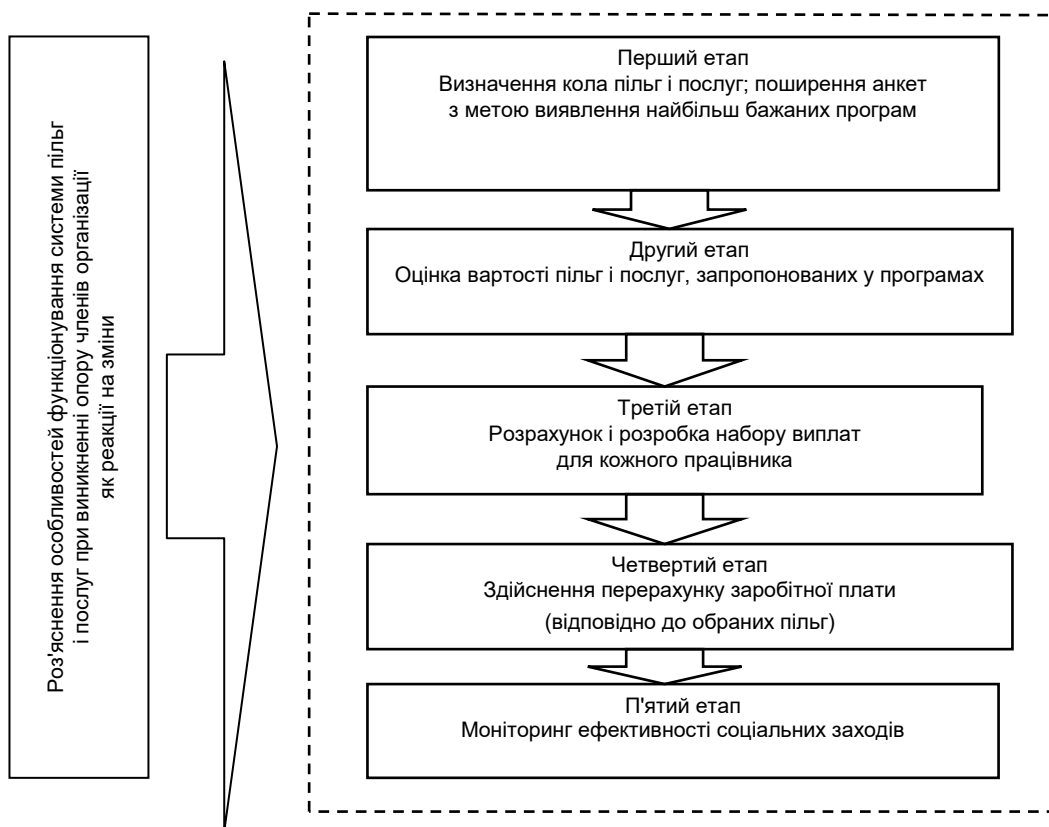 Роз'яснення особливостей функціонування системи пільг
і послуг при виникненні опору членів організації
як реакції на зміни
Перший етап
Визначення кола пільг і послуг; поширення анкет
з метою виявлення найбільш бажаних програм
Другий етап
Оцінка вартості пільг і послуг, запропонованих у програмах
Третій етап
Розрахунок і розробка набору виплат
для кожного працівника
Четвертий етап
Здійснення перерахунку заробітної плати
(відповідно до обраних пільг)
П'ятий етап
Моніторинг ефективності соціальних заходів